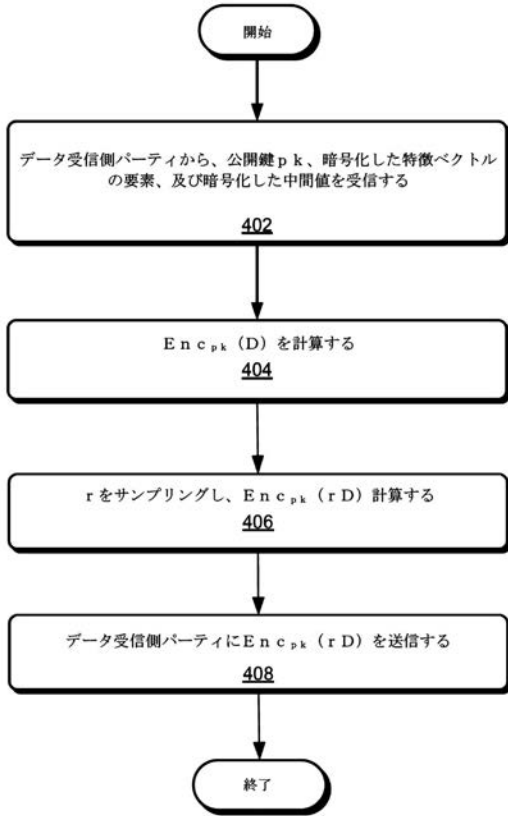 開始
データ受信側パーティから、公開鍵ｐｋ、暗号化した特徴ベクトル
の要素、及び暗号化した中間値を受信する
402
Ｅｎｃₚₖ（Ｄ）を計算する
404
ｒをサンプリングし、Ｅｎｃₚₖ（ｒＤ）計算する
406
データ受信側パーティにＥｎｃₚₖ（ｒＤ）を送信する
408
終了